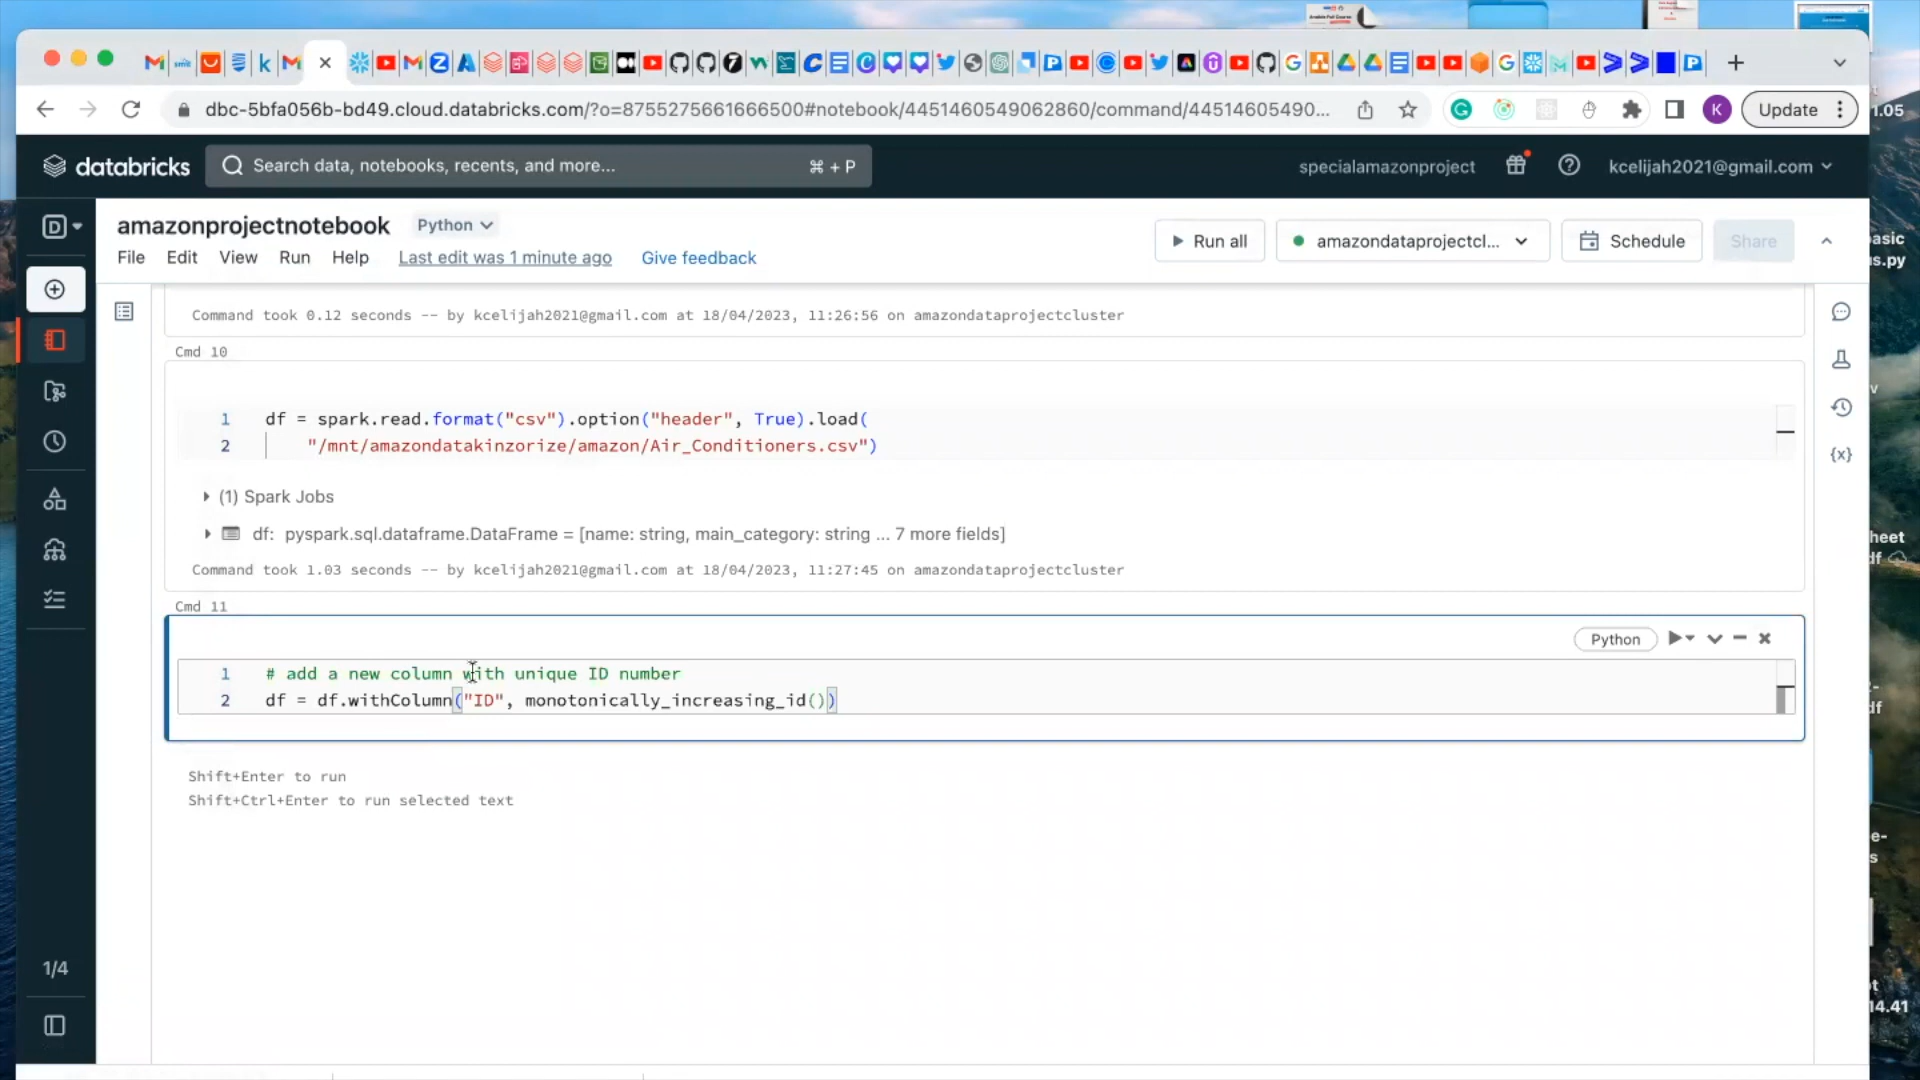 dbc-5bfa056b-bd49.cloud.databricks.com/?o=8755275661666500#notebook/4451460549062860/command/44514605490...
Update
1.05
databricks
Search data, notebooks, recents, and more...
⌘ + P
specialamazonproject
kcelijah2021@gmail.com
D
amazonprojectnotebook
Python
Run all
amazondataprojectcl...
Schedule
Share
File
Edit
View
Run
Help
Last edit was 1 minute ago
Give feedback
Command took 0.12 seconds -- by kcelijah2021@gmail.com at 18/04/2023, 11:26:56 on amazondataprojectcluster
Cmd 10
1 df = spark.read.format("csv").option("header", True).load(
2 "/mnt/amazondatakinzorize/amazon/Air_Conditioners.csv")
(1) Spark Jobs
df: pyspark.sql.dataframe.DataFrame = [name: string, main_category: string ... 7 more fields]
Command took 1.03 seconds -- by kcelijah2021@gmail.com at 18/04/2023, 11:27:45 on amazondataprojectcluster
Cmd 11
Python
1 # add a new column with unique ID number
2 df = df.withColumn("ID", monotonically_increasing_id())
Shift+Enter to run
Shift+Ctrl+Enter to run selected text
1/4
{x}
K
14.41